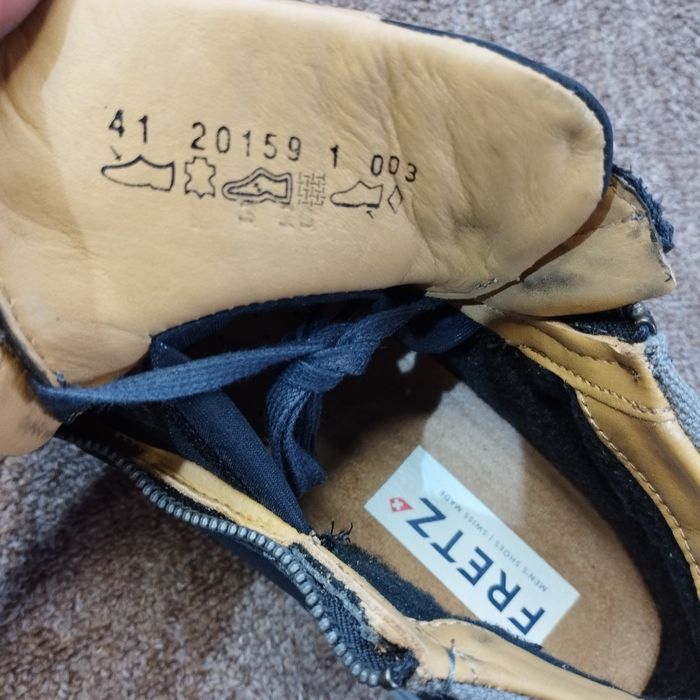 41 20159 1 003
FRETZ
MEN'S SHOES | SWISS MADE